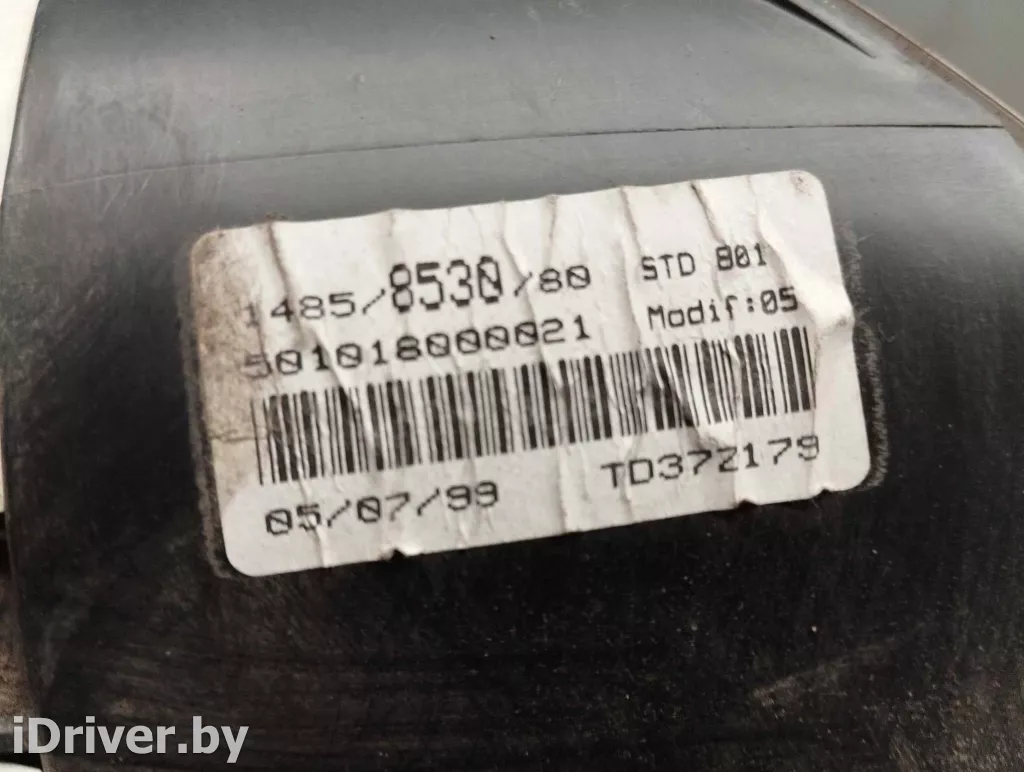 1485/8530/80 STD 801
501018000021 Modif:05
05/07/99 TD372179
iDriver.by